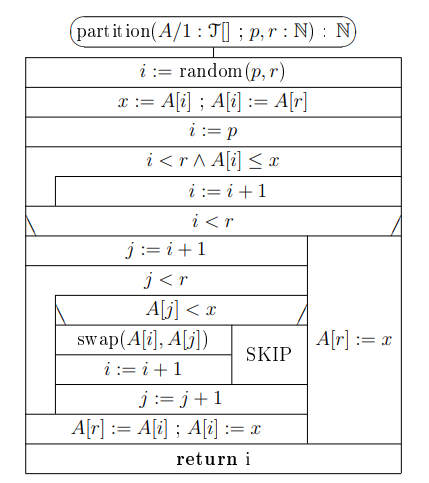 partition(A/1 : 𝒯[] ; p, r : ℕ) : ℕ
i := random(p, r)
x := A[i] ; A[i] := A[r]
i := p
i < r ∧ A[i] ≤ x
i := i + 1
i < r
j := i + 1
j < r
A[j] < x
swap(A[i], A[j])
i := i + 1
SKIP
j := j + 1
A[r] := A[i] ; A[i] := x
A[r] := x
return i